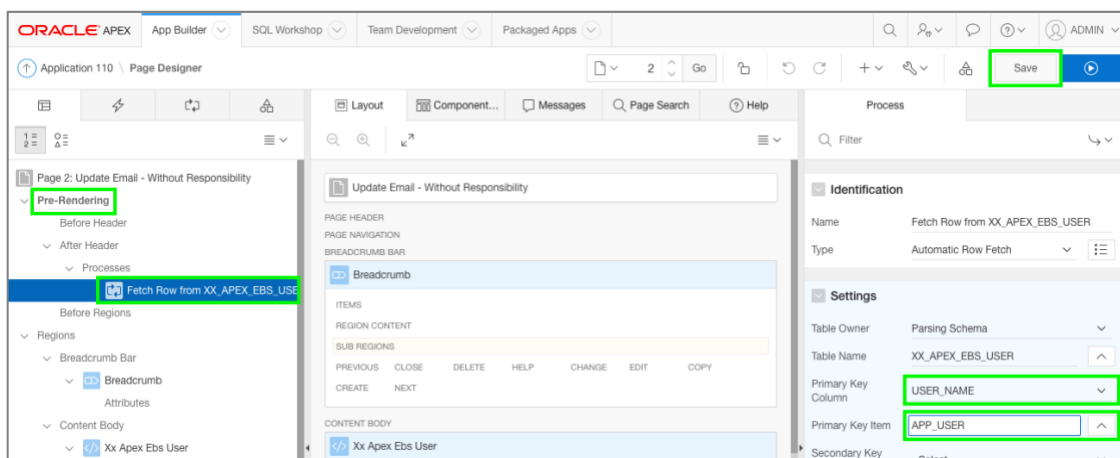 ORACLE APEX App Builder SQL Workshop Team Development Packaged Apps ADMIN
Application 110 \ Page Designer 2 Go Save
Layout Component... Messages Page Search Help Process
Filter
Page 2: Update Email - Without Responsibility
Pre-Rendering
Before Header
After Header
Processes
Fetch Row from XX_APEX_EBS_USE
Before Regions
Regions
Breadcrumb Bar
Breadcrumb
Attributes
Content Body
Xx Apex Ebs User
Update Email - Without Responsibility
PAGE HEADER
PAGE NAVIGATION
BREADCRUMB BAR
Breadcrumb
ITEMS
REGION CONTENT
SUB REGIONS
PREVIOUS CLOSE DELETE HELP CHANGE EDIT COPY
CREATE NEXT
CONTENT BODY
Xx Apex Ebs User
Identification
Name Fetch Row from XX_APEX_EBS_USER
Type Automatic Row Fetch
Settings
Table Owner Parsing Schema
Table Name XX_APEX_EBS_USER
Primary Key
Column USER_NAME
Primary Key Item APP_USER
Secondary Key